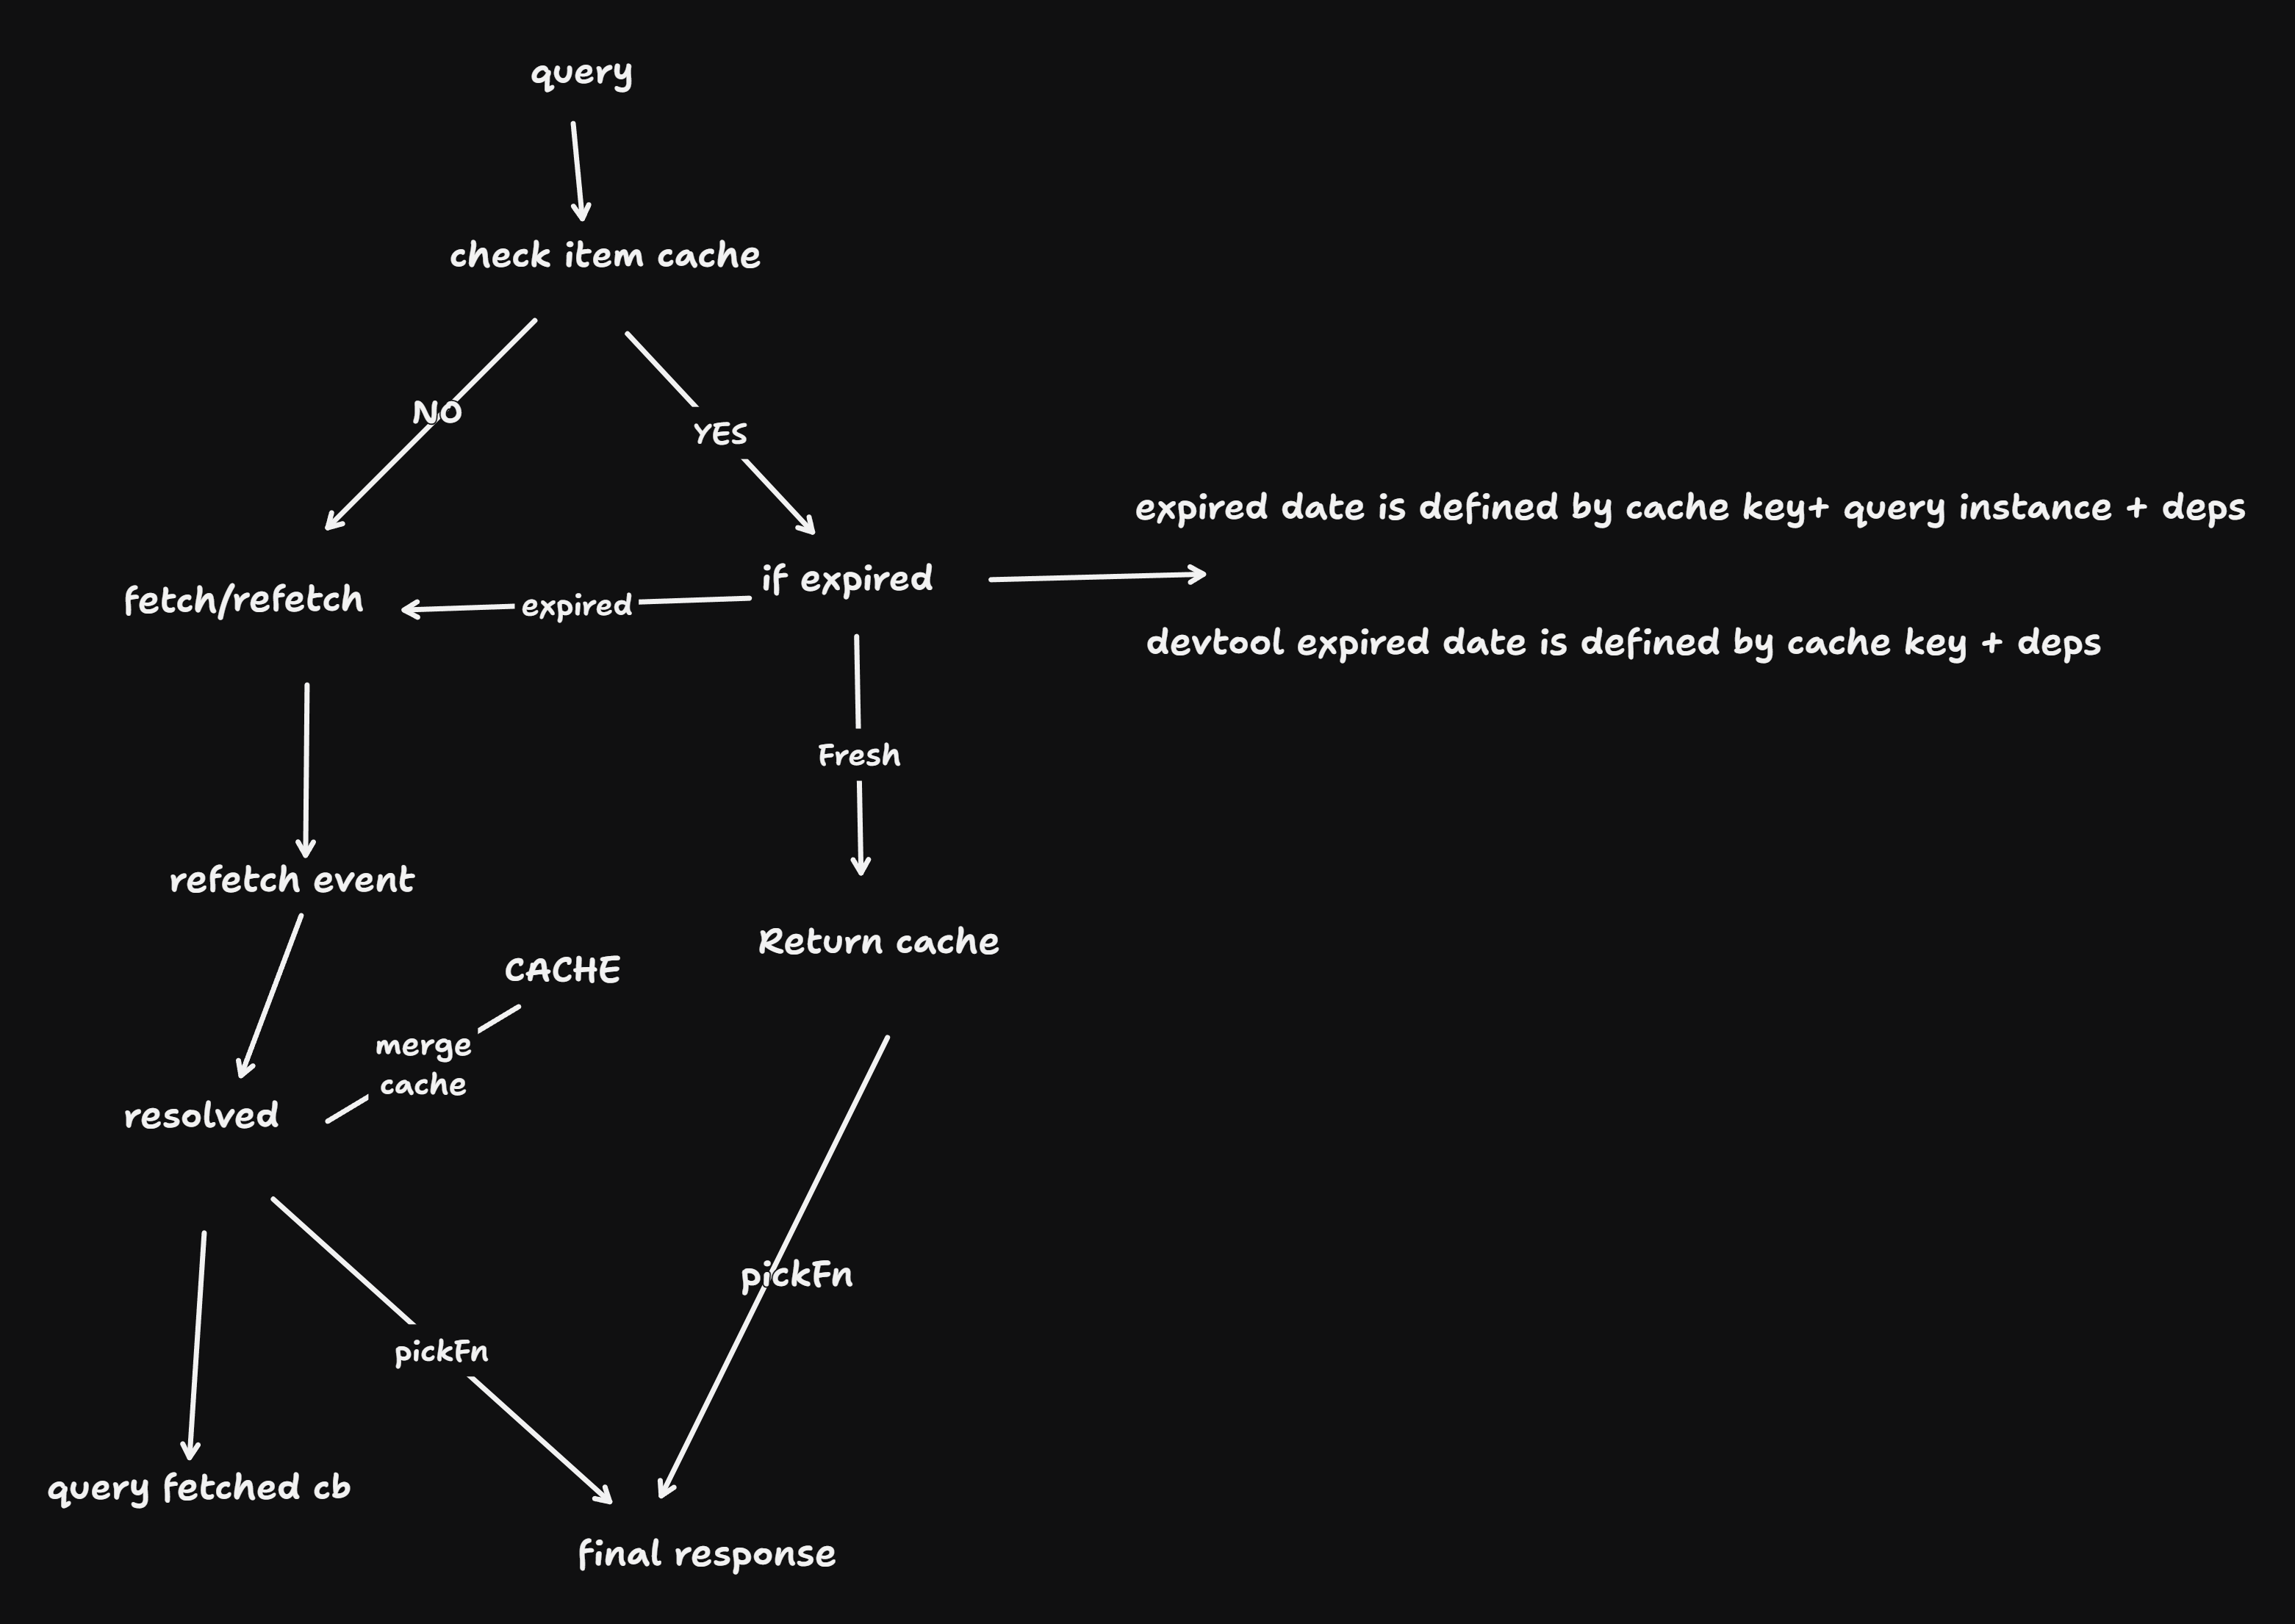 query
check item cache
NO
YES
expired date is defined by cache key+ query instance + deps
if expired
fetch/refetch
expired
devtool expired date is defined by cache key + deps
Fresh
refetch event
Return cache
CACHE
merge
cache
resolved
pickFn
pickFn
query fetched cb
final response